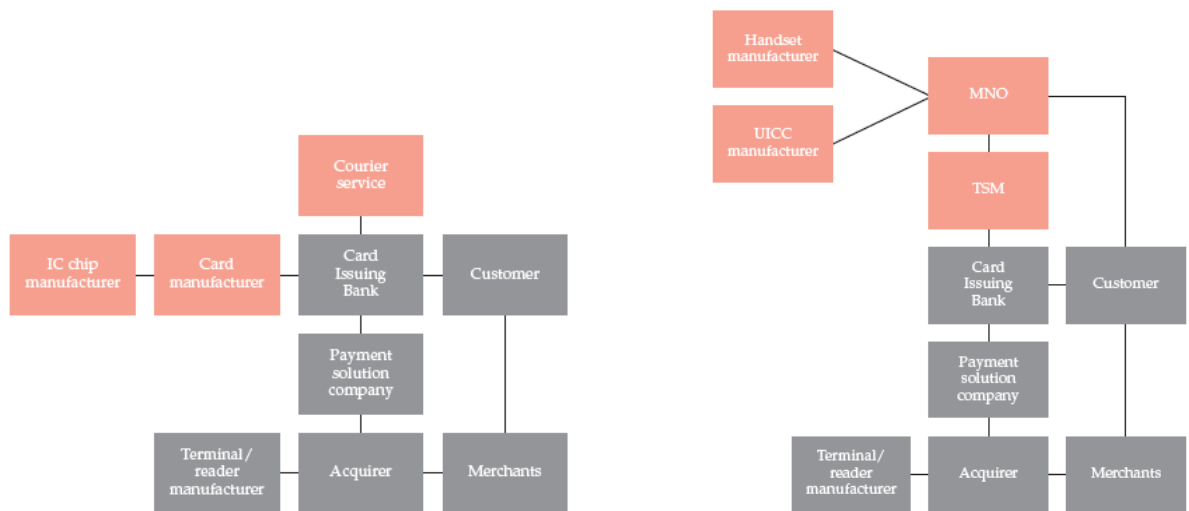 Courier
service
IC chip
manufacturer
Card
manufacturer
Card
Issuing
Bank
Customer
Payment
solution
company
Terminal/
reader
manufacturer
Acquirer
Merchants
Handset
manufacturer
UICC
manufacturer
MNO
TSM
Card
Issuing
Bank
Customer
Payment
solution
company
Terminal/
reader
manufacturer
Acquirer
Merchants